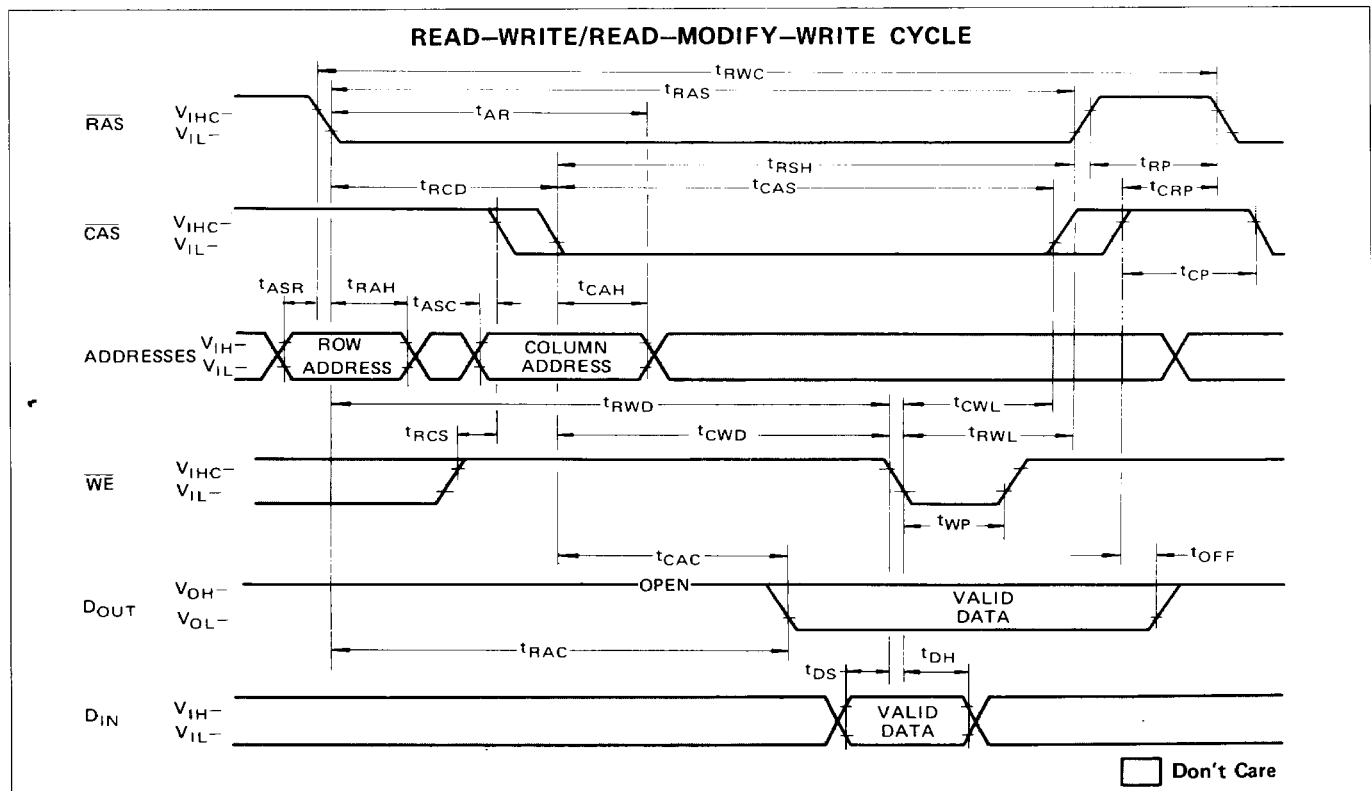 READ–WRITE/READ–MODIFY–WRITE CYCLE
tRWC
tRAS
tAR
RAS
VIHC–
VIL–
tRSH
tRP
tRCD
tCAS
tCRP
CAS
VIHC–
VIL–
tCP
tASR
tRAH
tASC
tCAH
ADDRESSES
VIH–
VIL–
ROW
ADDRESS
COLUMN
ADDRESS
tRWD
tCWL
tRCS
tCWD
tRWL
WE
VIHC–
VIL–
tWP
tCAC
tOFF
DOUT
VOH–
VOL–
OPEN
VALID
DATA
tRAC
tDS
tDH
DIN
VIH–
VIL–
VALID
DATA
Don't Care